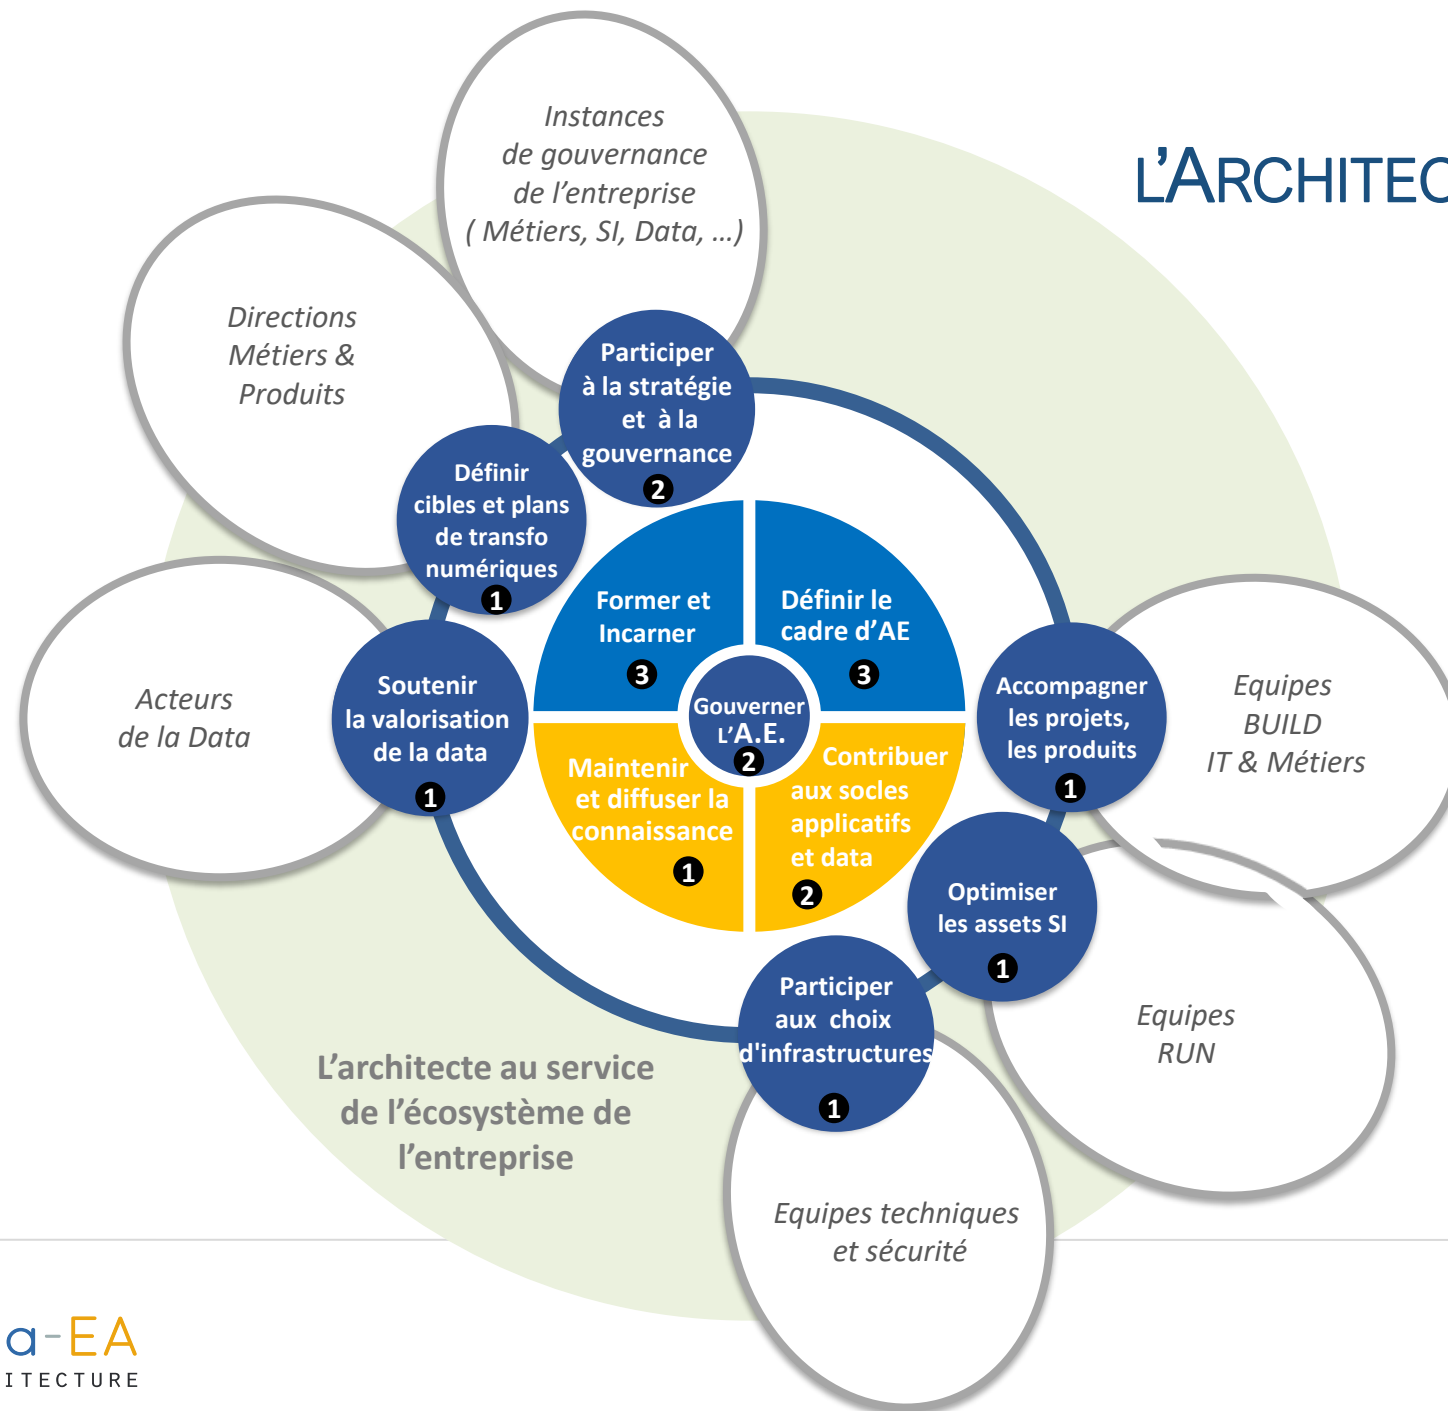 Instances
de gouvernance
de l’entreprise
( Métiers, SI, Data, …)
L’ARCHITEC
Directions
Métiers &
Produits
Participer
à la stratégie
et à la
gouvernance
2
Définir
cibles et plans
de transfo
numériques
1
Former et
Incarner
3
Définir le
cadre d’AE
3
Soutenir
la valorisation
de la data
1
Acteurs
de la Data
Gouverner
L’A.E.
2
Accompagner
les projets,
les produits
1
Equipes
BUILD
IT & Métiers
Maintenir
et diffuser la
connaissance
1
Contribuer
aux socles
applicatifs
et data
2
Optimiser
les assets SI
1
Participer
aux choix
d'infrastructures
1
Equipes
RUN
L’architecte au service
de l’écosystème de
l’entreprise
Equipes techniques
et sécurité
a-EA
ITECTURE